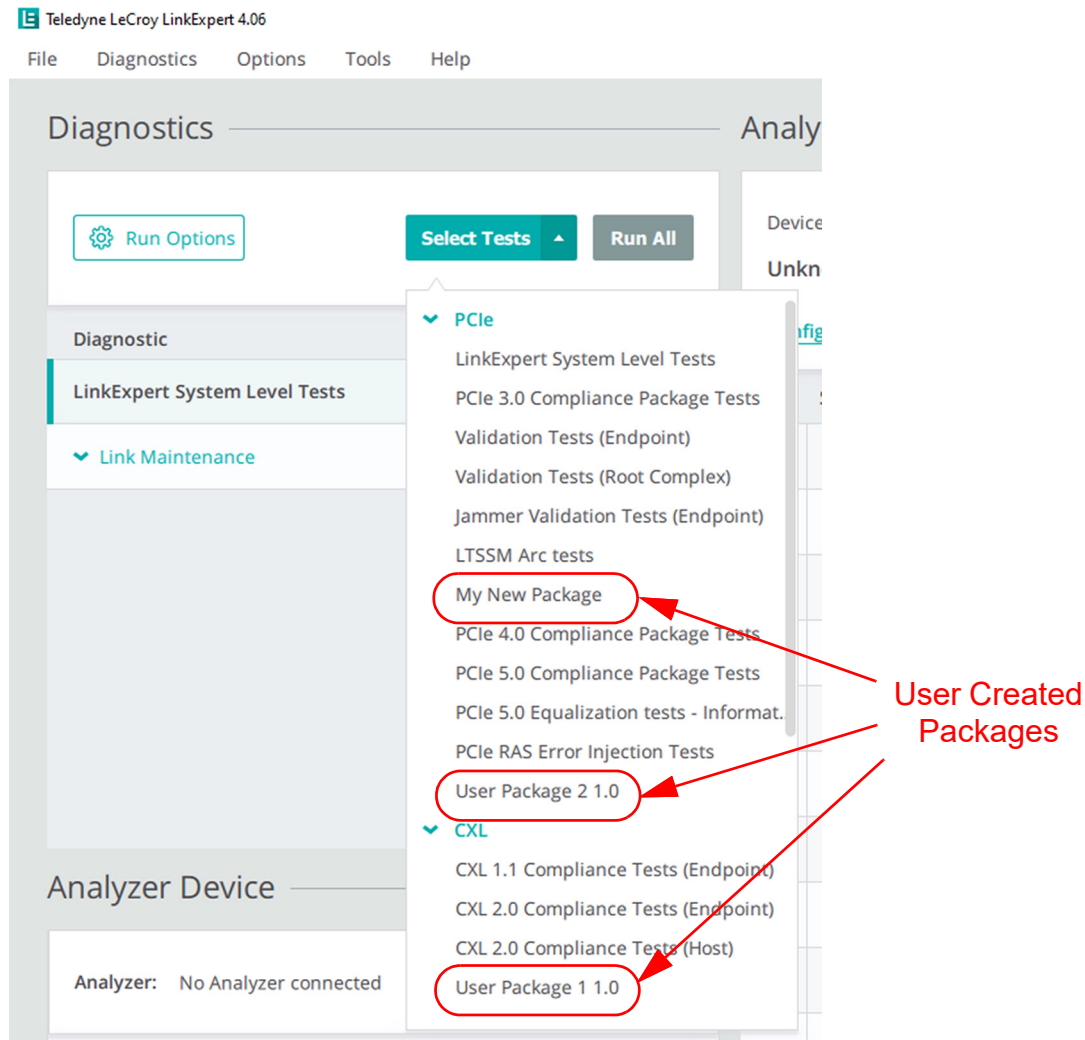 Teledyne LeCroy LinkExpert 4.06
File Diagnostics Options Tools Help
Diagnostics
Analy
Run Options
Select Tests
Run All
Device
Unkn
nfig
Diagnostic
LinkExpert System Level Tests
Link Maintenance
PCIe
LinkExpert System Level Tests
PCIe 3.0 Compliance Package Tests
Validation Tests (Endpoint)
Validation Tests (Root Complex)
Jammer Validation Tests (Endpoint)
LTSSM Arc tests
My New Package
PCIe 4.0 Compliance Package Tests
PCIe 5.0 Compliance Package Tests
PCIe 5.0 Equalization tests - Informat..
PCIe RAS Error Injection Tests
User Package 2 1.0
CXL
CXL 1.1 Compliance Tests (Endpoint)
CXL 2.0 Compliance Tests (Endpoint)
CXL 2.0 Compliance Tests (Host)
User Package 1 1.0
User Created
Packages
Analyzer Device
Analyzer: No Analyzer connected